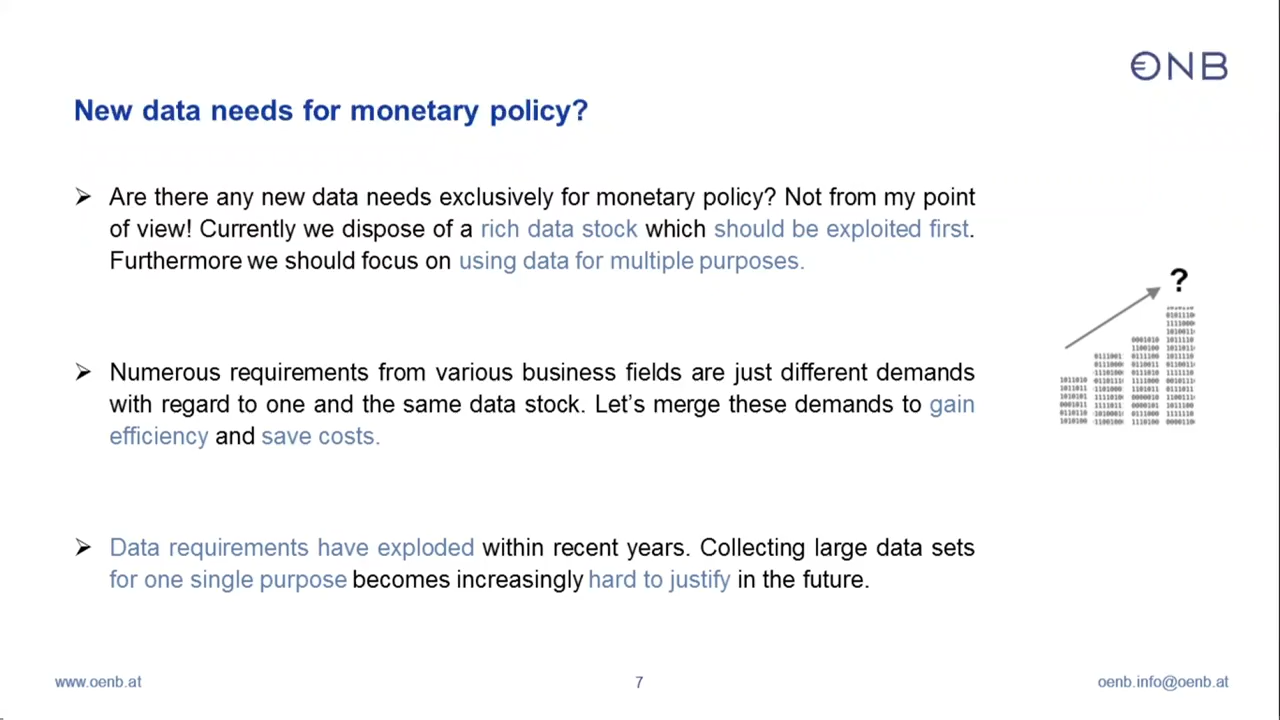 €NB
New data needs for monetary policy?
Are there any new data needs exclusively for monetary policy? Not from my point
of view! Currently we dispose of a rich data stock which should be exploited first.
Furthermore we should focus on using data for multiple purposes.
?
Numerous requirements from various business fields are just different demands
with regard to one and the same data stock. Let’s merge these demands to gain
efficiency and save costs.
Data requirements have exploded within recent years. Collecting large data sets
for one single purpose becomes increasingly hard to justify in the future.
www.oenb.at
7
oenb.info@oenb.at